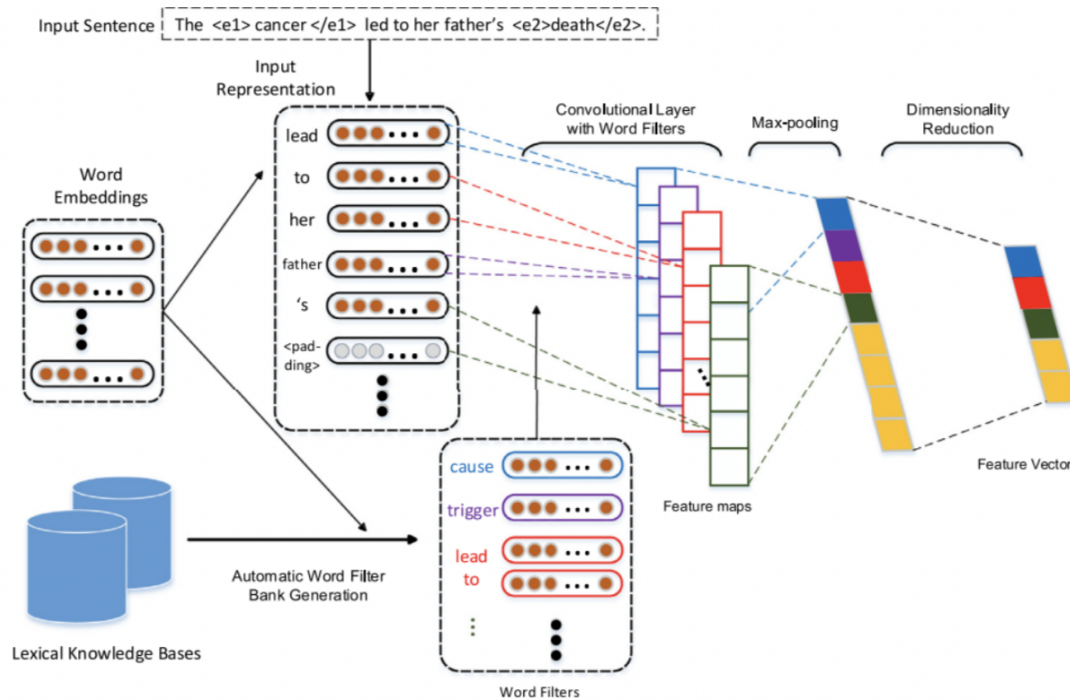 Input Sentence
The <e1> cancer </e1> led to her father's <e2>death</e2>.
Input
Representation
Convolutional Layer
with Word Filters
Max-pooling
Dimensionality
Reduction
Word
Embeddings
lead
to
her
father
's
<pad-
ding>
cause
trigger
lead
to
Feature maps
Feature Vector
Automatic Word Filter
Bank Generation
Lexical Knowledge Bases
Word Filters